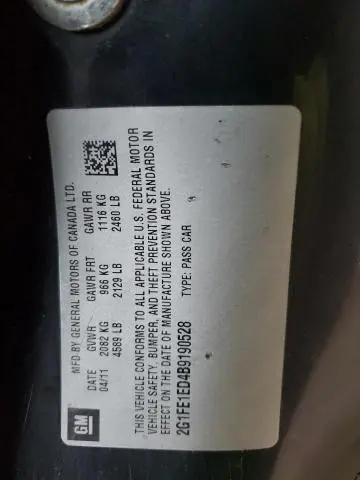 GM
MFD BY GENERAL MOTORS OF CANADA LTD.
DATE GVWR GAWR FRT GAWR RR
04/11 2082 KG 966 KG 1116 KG
4589 LB 2129 LB 2460 LB
THIS VEHICLE CONFORMS TO ALL APPLICABLE U.S. FEDERAL MOTOR
VEHICLE SAFETY, BUMPER, AND THEFT PREVENTION STANDARDS IN
EFFECT ON THE DATE OF MANUFACTURE SHOWN ABOVE.
2G1FE1ED4B9190528 TYPE: PASS CAR